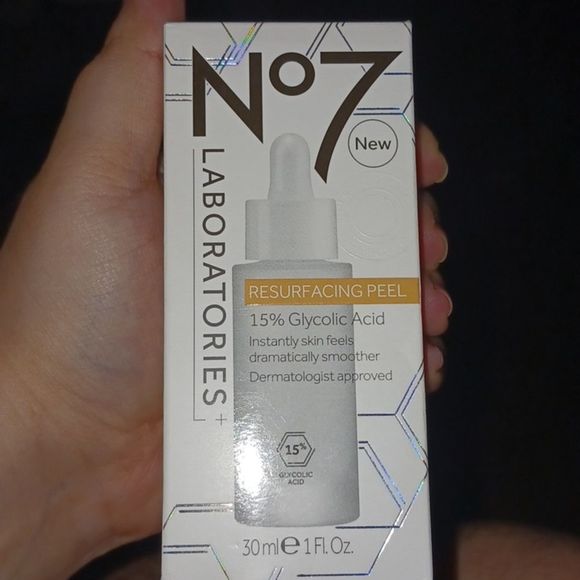 No7
New
LABORATORIES
RESURFACING PEEL
15% Glycolic Acid
Instantly skin feels
dramatically smoother
Dermatologist approved
15%
GLYCOLIC
ACID
30ml e 1 Fl. Oz.